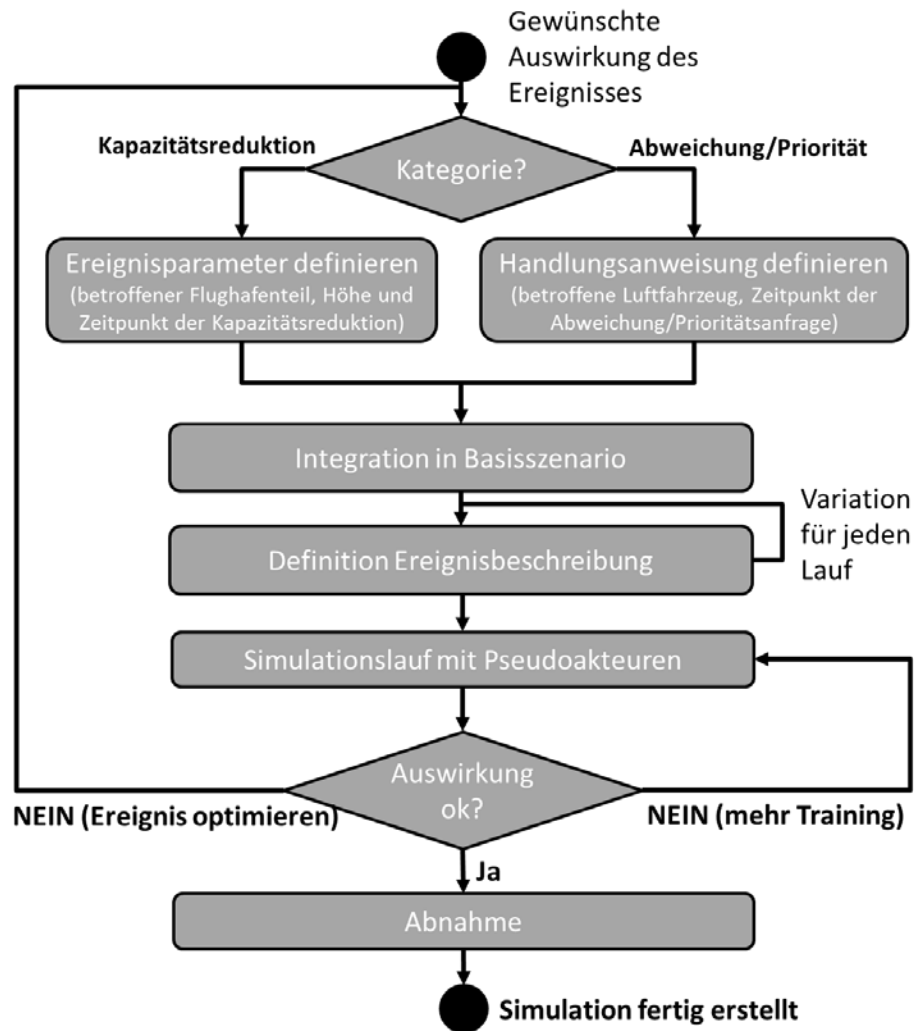 Gewünschte
Auswirkung des
Ereignisses
Kapazitätsreduktion
Abweichung/Priorität
Kategorie?
Ereignisparameter definieren
(betroffener Flughafenteil, Höhe und
Zeitpunkt der Kapazitätsreduktion)
Handlungsanweisung definieren
(betroffene Luftfahrzeug, Zeitpunkt der
Abweichung/Prioritätsanfrage)
Integration in Basisszenario
Variation
für jeden
Lauf
Definition Ereignisbeschreibung
Simulationslauf mit Pseudoakteuren
Auswirkung
ok?
NEIN (Ereignis optimieren)
NEIN (mehr Training)
Ja
Abnahme
Simulation fertig erstellt